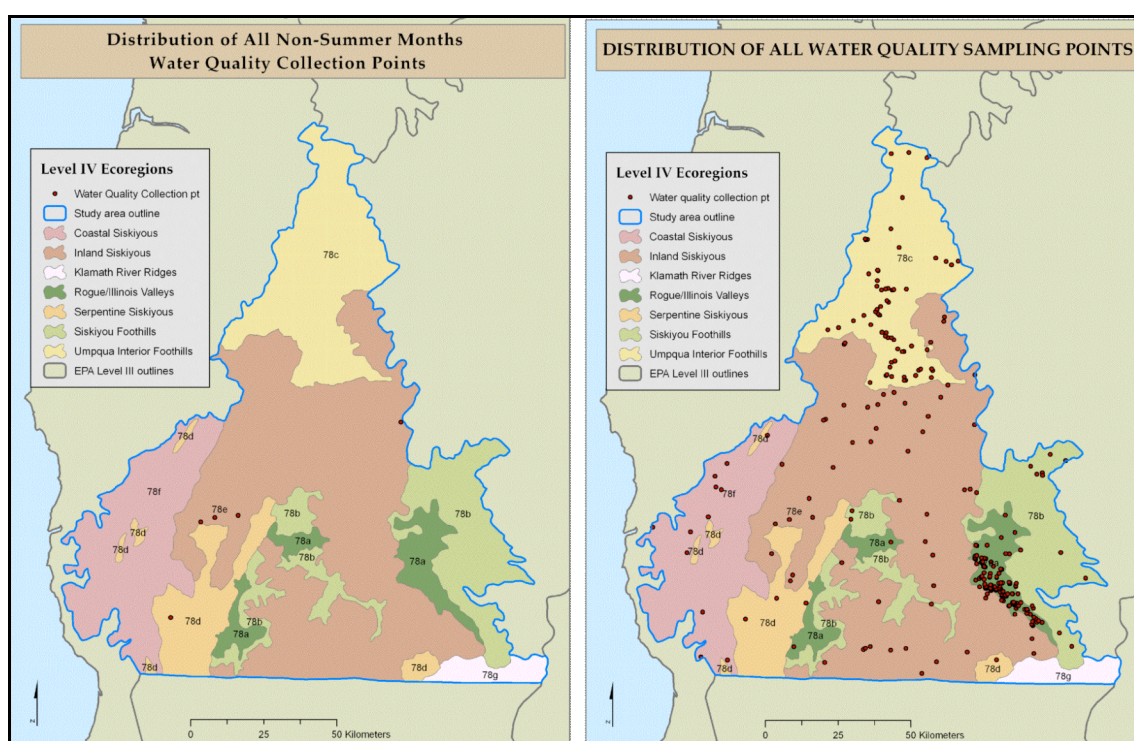 Distribution of All Non-Summer Months
Water Quality Collection Points
Level IV Ecoregions
Water Quality Collection pt
Study area outline
Coastal Siskiyous
Inland Siskiyous
Klamath River Ridges
Rogue/Illinois Valleys
Serpentine Siskiyous
Siskiyou Foothills
Umpqua Interior Foothills
EPA Level III outlines
78c
78d
78f
78e
78b
78b
78d
78d
78a
78b
78a
78b
78d
78a
78d
78d
78g
N
0 25 50 Kilometers
DISTRIBUTION OF ALL WATER QUALITY SAMPLING POINTS
Level IV Ecoregions
Water quality collection pt
Study area outline
Coastal Siskiyous
Inland Siskiyous
Klamath River Ridges
Rogue/Illinois Valleys
Serpentine Siskiyous
Siskiyou Foothills
Umpqua Interior Foothills
EPA Level III outlines
78c
78d
78f
78e
78b
78b
78d
78d
78a
78b
78a
78b
78d
78a
78d
78d
78g
N
0 25 50 Kilometers